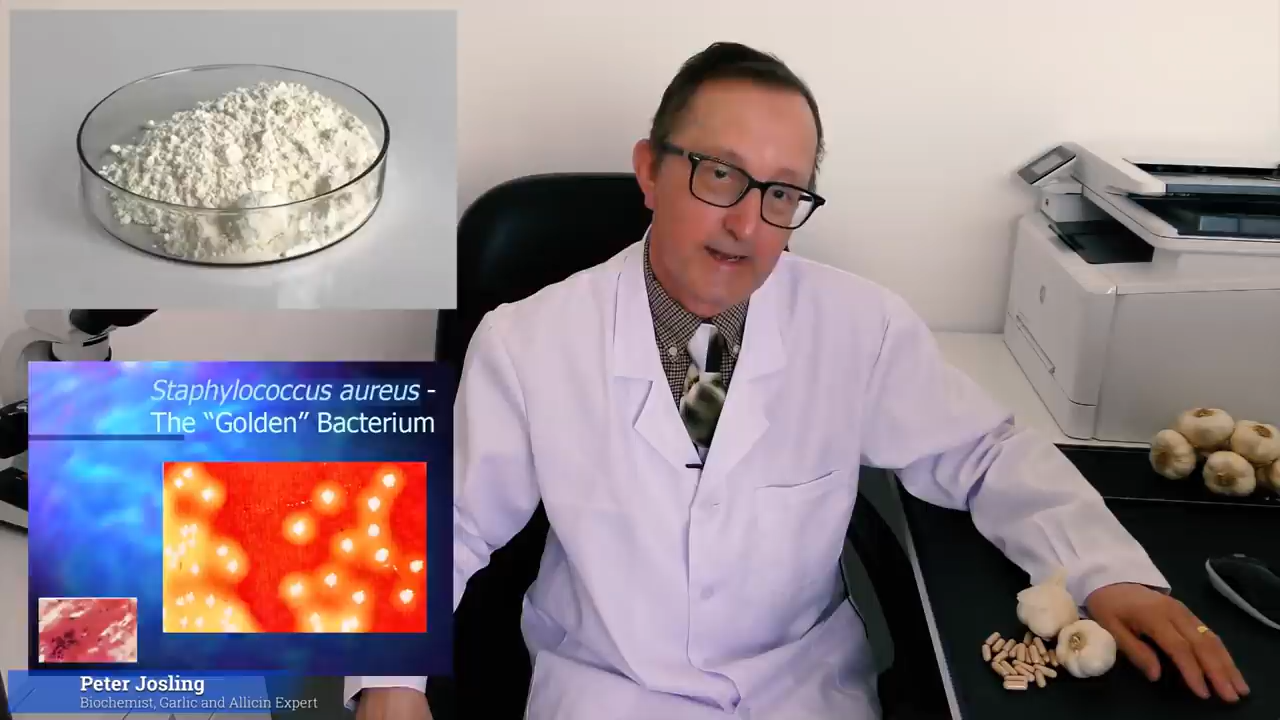 Staphylococcus aureus -
The “Golden” Bacterium
Peter Josling
Biochemist, Garlic and Allicin Expert